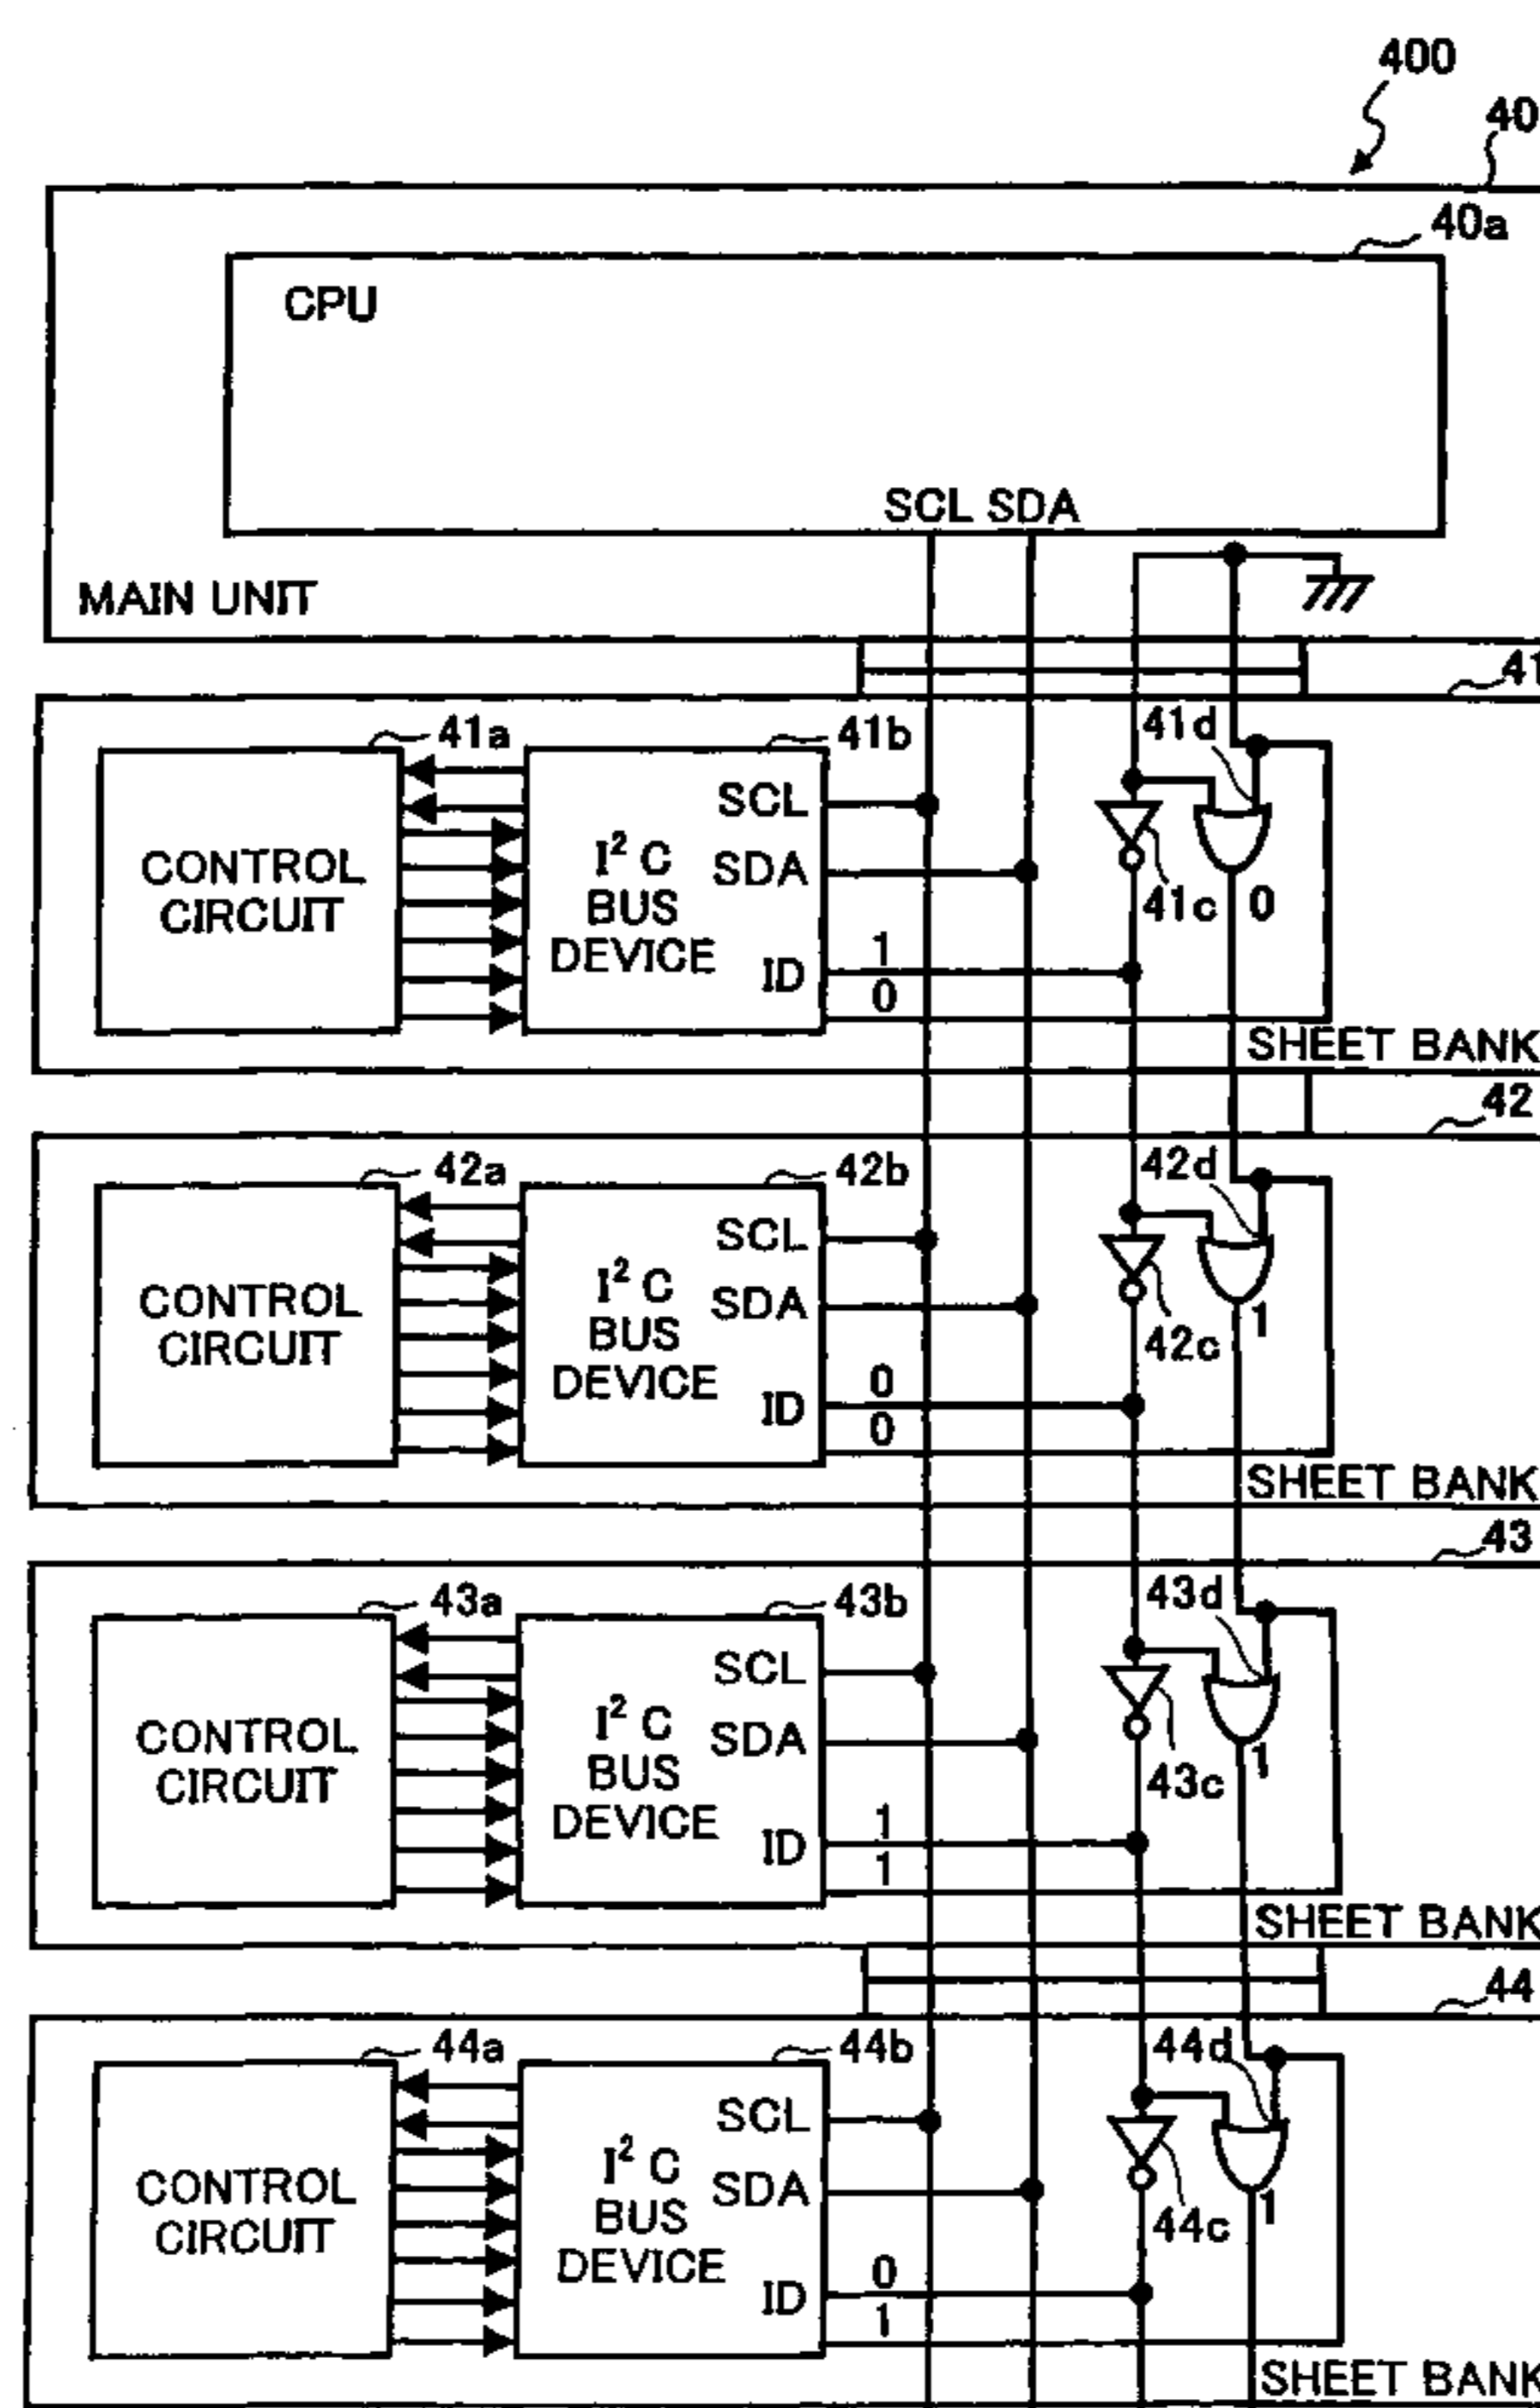 400
40
40a
CPU
SCL SDA
MAIN UNIT
41
41a
41b
41d
SCL
CONTROL
CIRCUIT
I² C
BUS
DEVICE
SDA
41c
0
ID
1
0
SHEET BANK
42
42a
42b
42d
SCL
CONTROL
CIRCUIT
I² C
BUS
DEVICE
SDA
42c
1
ID
0
0
SHEET BANK
43
43a
43b
43d
SCL
CONTROL
CIRCUIT
I² C
BUS
DEVICE
SDA
43c
1
ID
1
1
SHEET BANK
44
44a
44b
44d
SCL
CONTROL
CIRCUIT
I² C
BUS
DEVICE
SDA
44c
1
ID
0
1
SHEET BANK